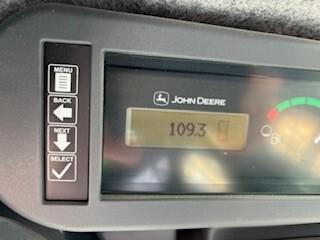 MENU
BACK
NEXT
SELECT
JOHN DEERE
109.3